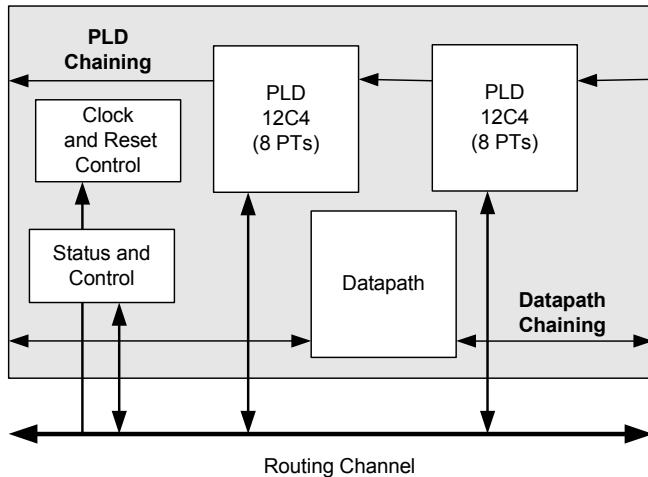 PLD
Chaining
PLD
12C4
(8 PTs)
PLD
12C4
(8 PTs)
Clock
and Reset
Control
Status and
Control
Datapath
Datapath
Chaining
Routing Channel